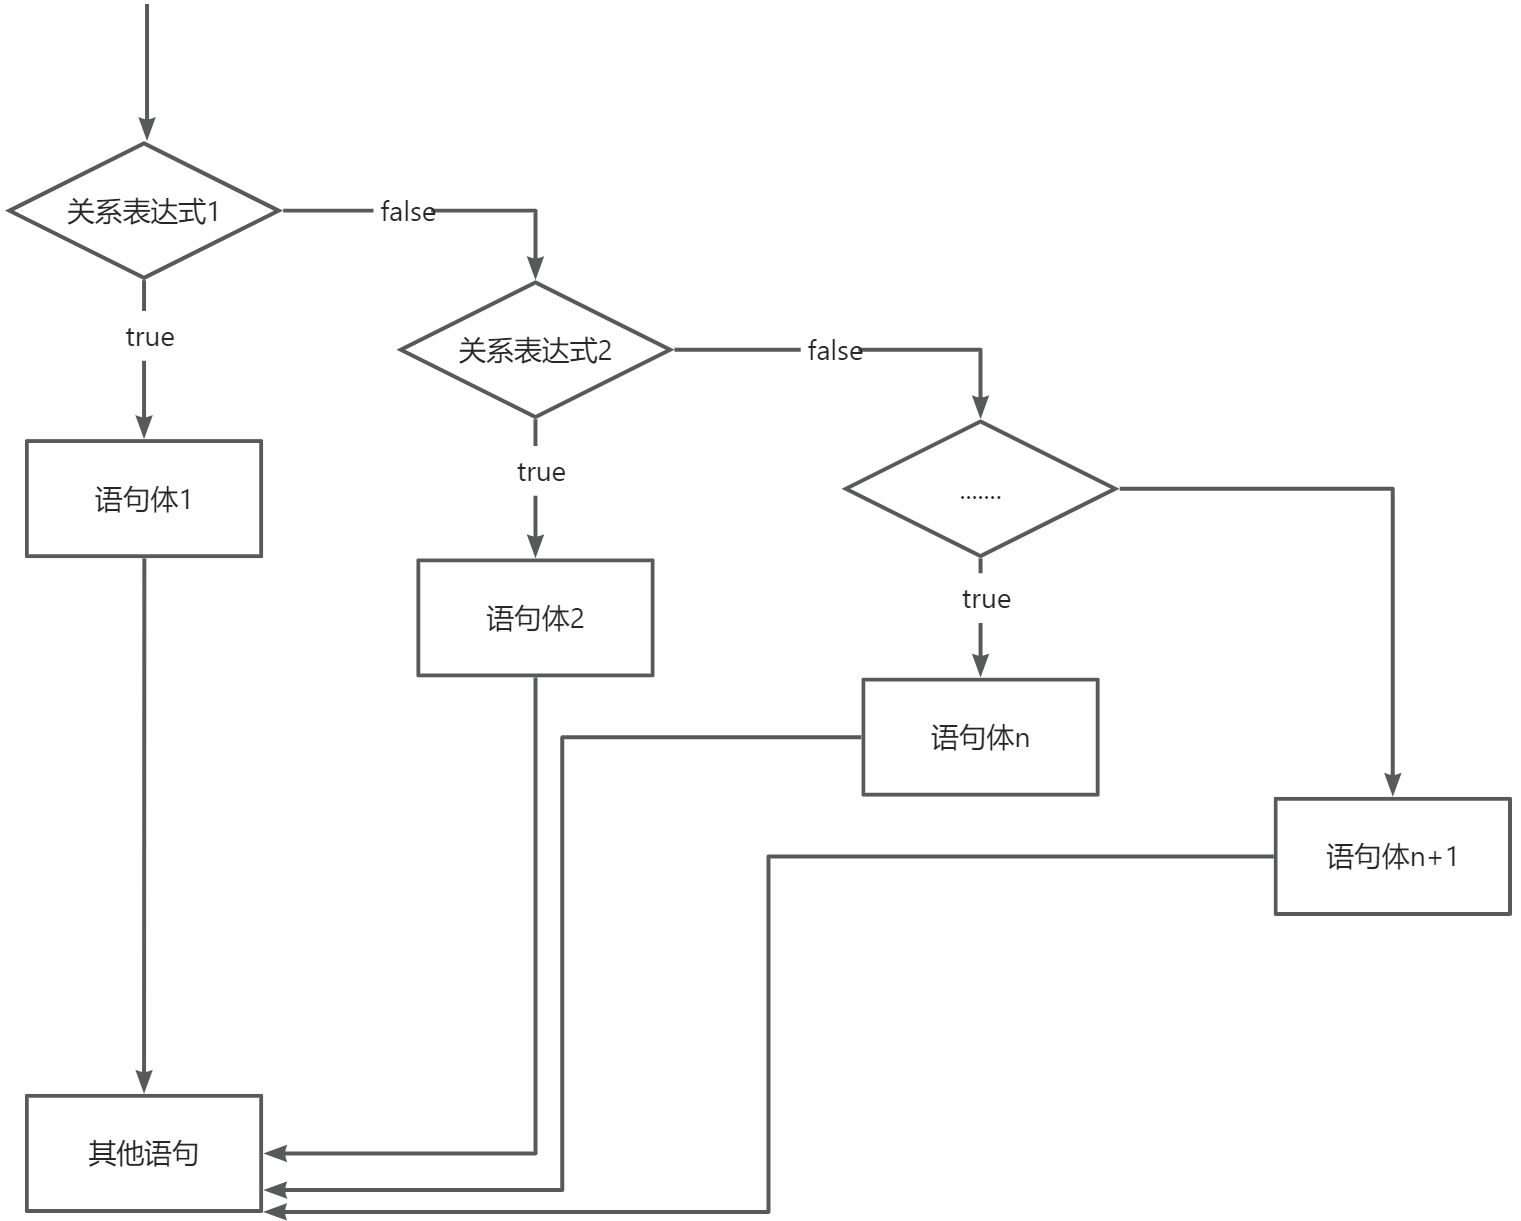 关系表达式1
false
true
关系表达式2
false
语句体1
true
.......
语句体2
true
语句体n
语句体n+1
其他语句